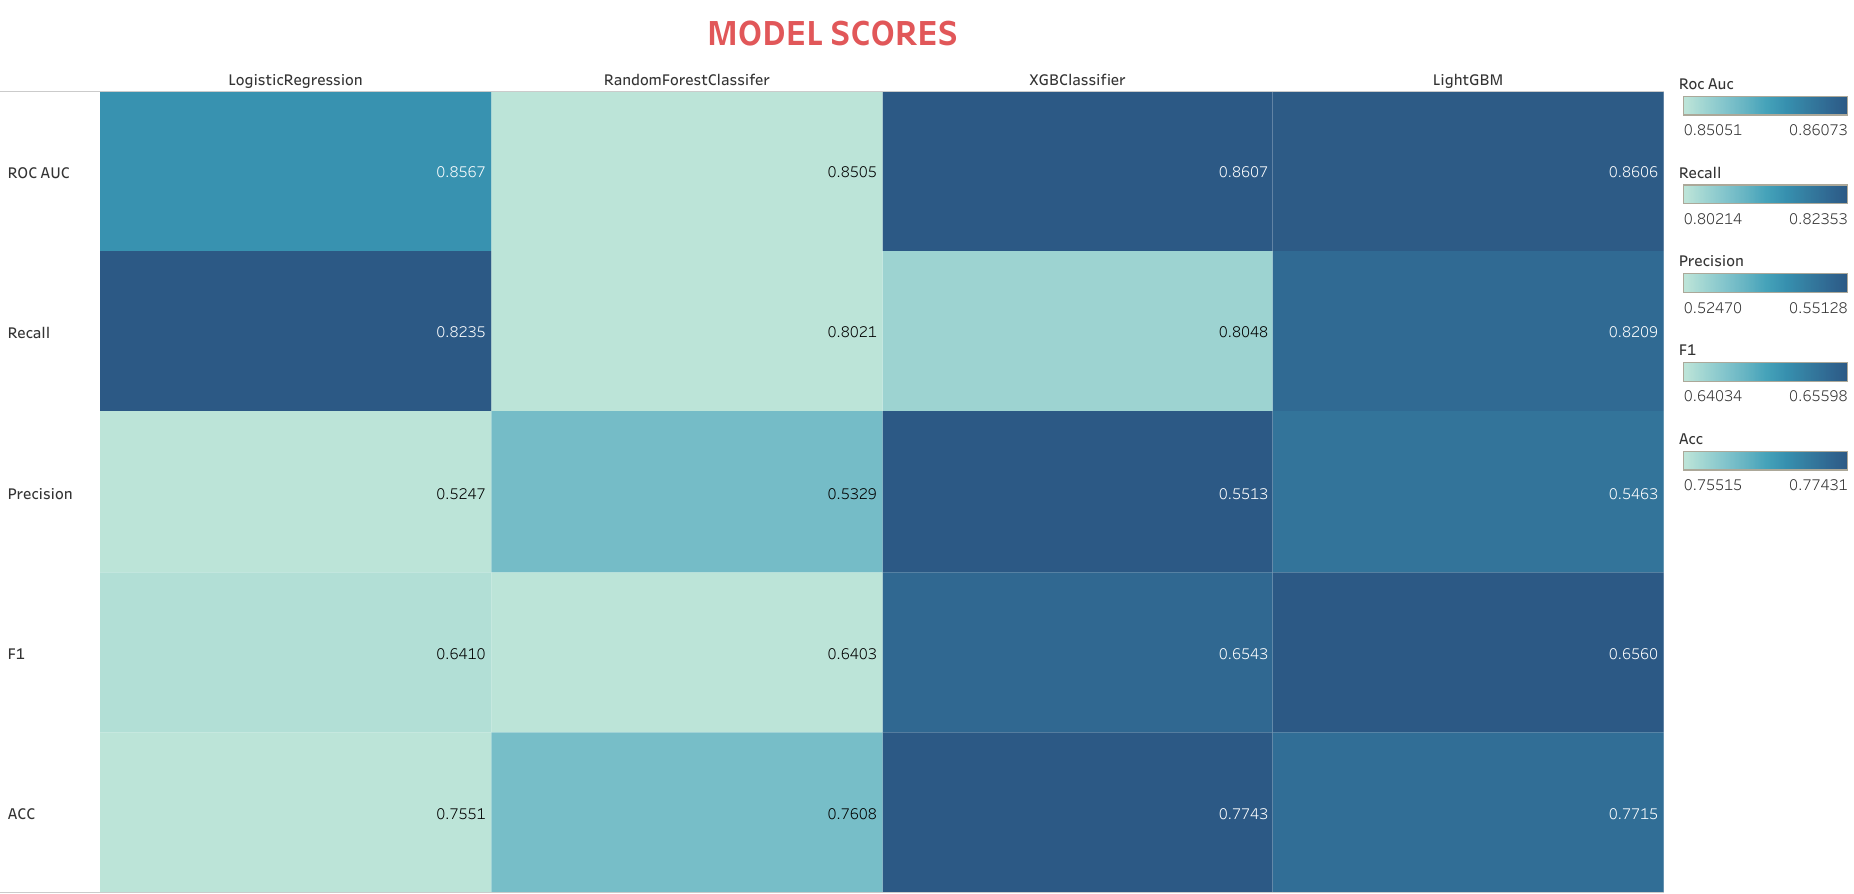 MODEL SCORES
LogisticRegression RandomForestClassifer XGBClassifier LightGBM
ROC AUC 0.8567 0.8505 0.8607 0.8606
Recall 0.8235 0.8021 0.8048 0.8209
Precision 0.5247 0.5329 0.5513 0.5463
F1 0.6410 0.6403 0.6543 0.6560
ACC 0.7551 0.7608 0.7743 0.7715
Roc Auc
0.85051 0.86073
Recall
0.80214 0.82353
Precision
0.52470 0.55128
F1
0.64034 0.65598
Acc
0.75515 0.77431